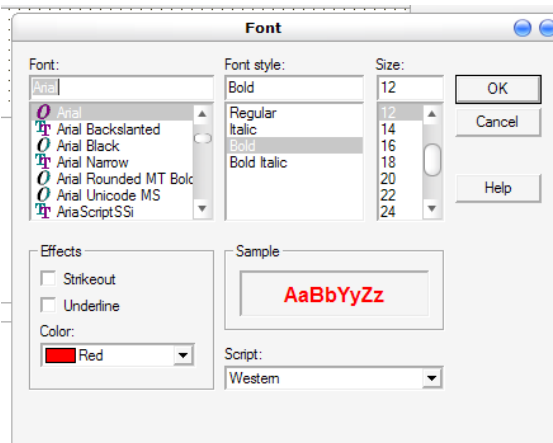 Font
Font:
Font style:
Size:
Arial
Bold
12
OK
Cancel
Help
Arial
Arial Backslanted
Arial Black
Arial Narrow
Arial Rounded MT Bold
Arial Unicode MS
AriaScriptSSi
Regular
Italic
Bold
Bold Italic
12
14
16
18
20
22
24
Effects
Strikeout
Underline
Color:
Red
Sample
AaBbYyZz
Script:
Western